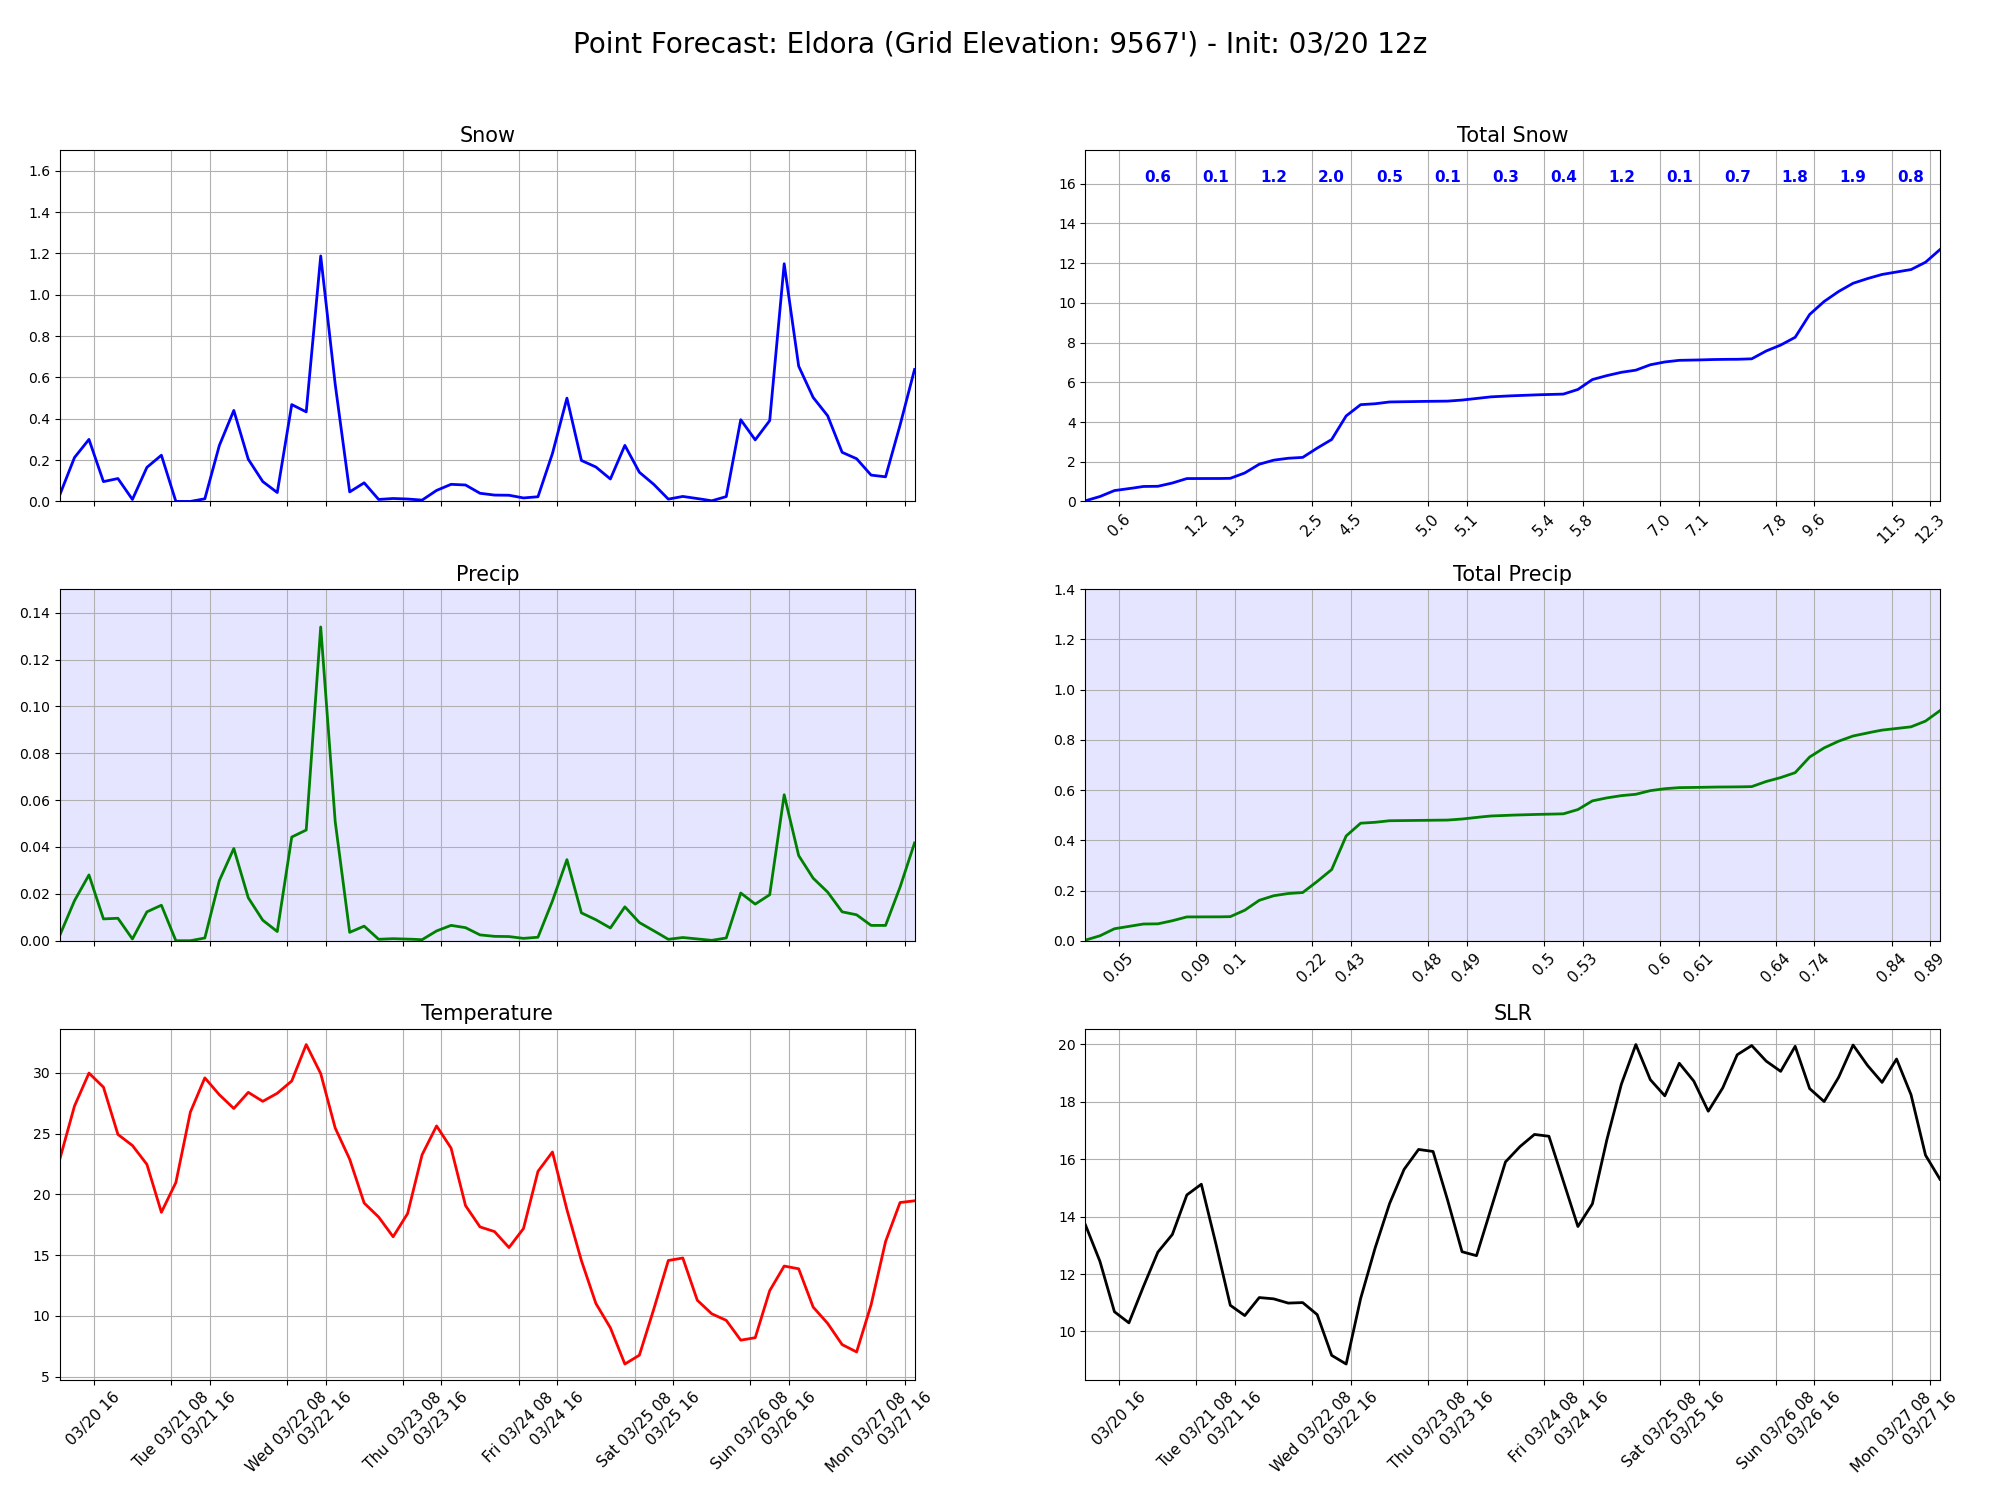 Point Forecast: Eldora (Grid Elevation: 9567') - Init: 03/20 12z
Snow
1.6
1.4
1.2
1.0
0.8
0.6
0.4
0.2
0.0
Total Snow
0.6 0.1 1.2 2.0 0.5 0.1 0.3 0.4 1.2 0.1 0.7 1.8 1.9 0.8
16
14
12
10
8
6
4
2
0
0.6 1.2 1.3 2.5 4.5 5.0 5.1 5.4 5.8 7.0 7.1 7.8 9.6 11.5 12.3
Precip
0.14
0.12
0.10
0.08
0.06
0.04
0.02
0.00
Total Precip
1.4
1.2
1.0
0.8
0.6
0.4
0.2
0.0
0.05 0.09 0.1 0.22 0.43 0.48 0.49 0.5 0.53 0.6 0.61 0.64 0.74 0.84 0.89
Temperature
30
25
20
15
10
5
03/20 16
Tue 03/21 08
03/21 16
Wed 03/22 08
03/22 16
Thu 03/23 08
03/23 16
Fri 03/24 08
03/24 16
Sat 03/25 08
03/25 16
Sun 03/26 08
03/26 16
Mon 03/27 08
03/27 16
SLR
20
18
16
14
12
10
03/20 16
Tue 03/21 08
03/21 16
Wed 03/22 08
03/22 16
Thu 03/23 08
03/23 16
Fri 03/24 08
03/24 16
Sat 03/25 08
03/25 16
Sun 03/26 08
03/26 16
Mon 03/27 08
03/27 16